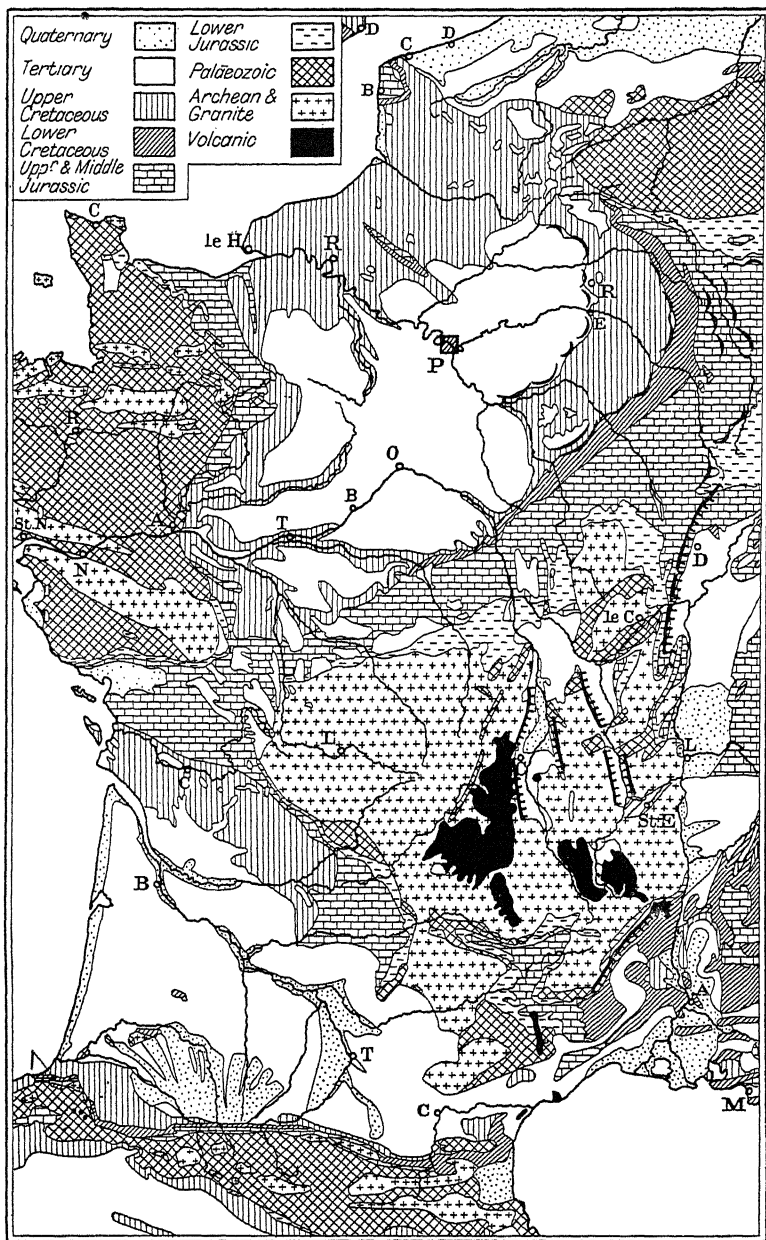 Quaternary
Lower
Jurassic
Tertiary
Palæozoic
Upper
Cretaceous
Archean &
Granite
Lower
Cretaceous
Volcanic
Uppr & Middle
Jurassic
D
D
C
B
C
le H
R
R
E
P
R
O
B
A
T
St.N
N
D
le C
L
L
C
St.E
B
A
T
C
M